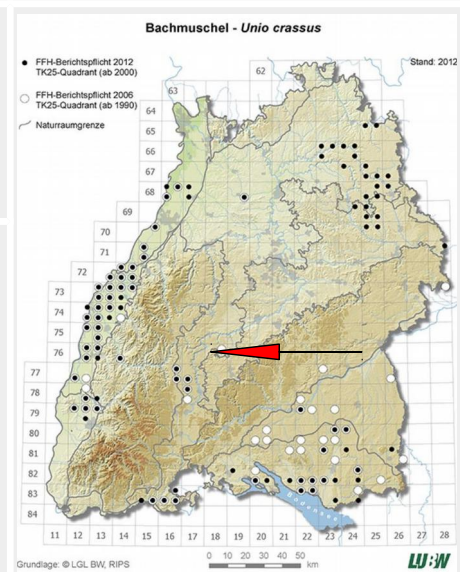 Bachmuschel - Unio crassus
FFH-Berichtspflicht 2012
TK25-Quadrant (ab 2000)
FFH-Berichtspflicht 2006
TK25-Quadrant (ab 1990)
Naturraumgrenze
Stand: 2012
62
63
64
65
66
67
68
69
70
71
72
73
74
75
76
77
78
79
80
81
82
83
84
Bodensee
11 12 13 14 15 16 17 18 19 20 21 22 23 24 25 26 28
0 10 20 30 40 50
km
Grundlage: © LGL BW, RIPS
LUBW